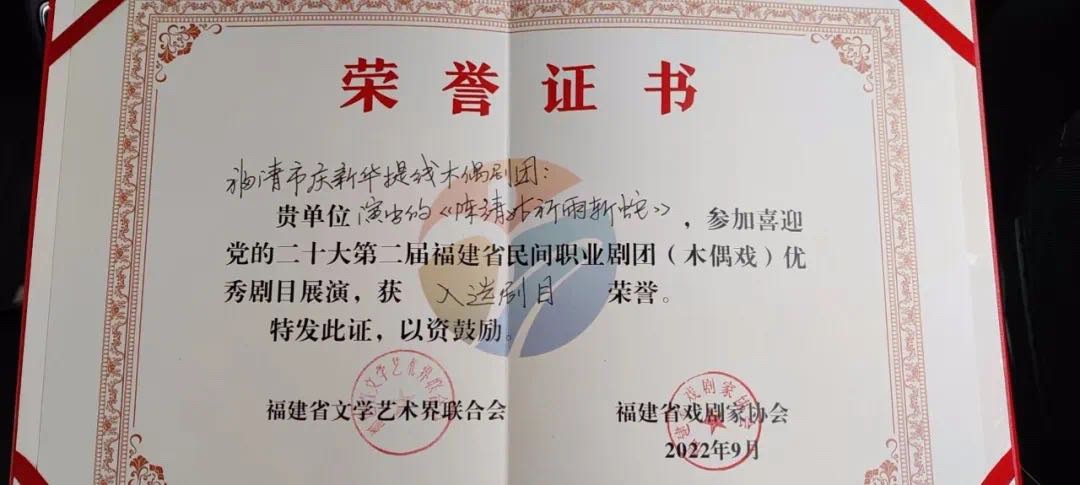 荣誉证书
福清市庆新华提线木偶剧团：
贵单位演出的《陈靖姑祈雨斩蛇》，参加喜迎
党的二十大第二届福建省民间职业剧团（木偶戏）优
秀剧目展演，获 入选剧目 荣誉。
特发此证，以资鼓励。
福建省文学艺术界联合会
福建省戏剧家协会
2022年9月